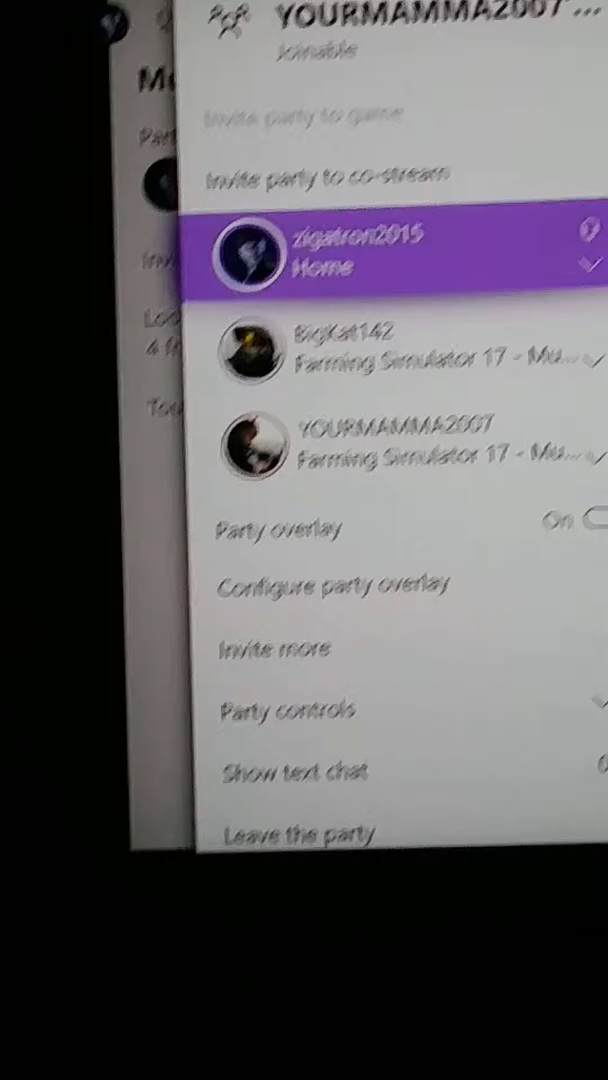 YOURMAMMA2007 ...
Joinable
Invite party to game
Invite party to co-stream
zigatron2015
Home
BigKat142
Farming Simulator 17 - Mu...
YOURMAMMA2007
Farming Simulator 17 - Mu...
Party overlay
On
Configure party overlay
Invite more
Party controls
Show text chat
Leave the party